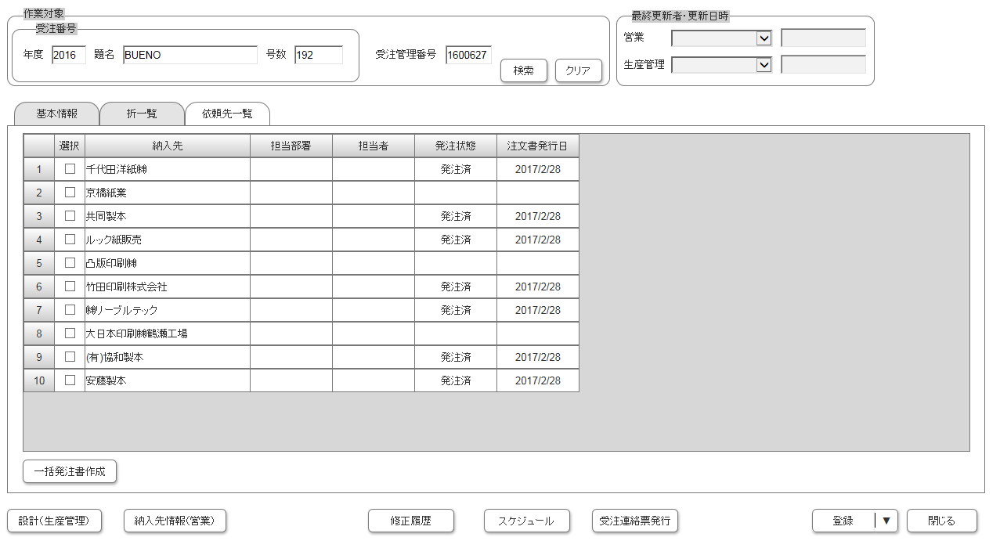 作業対象
受注番号
年度 2016 題名 BUENO 号数 192 受注管理番号 1600627
検索 クリア
最終更新者・更新日時
営業
生産管理
基本情報 折一覧 依頼先一覧
選択 納入先 担当部署 担当者 発注状態 注文書発行日
1 千代田洋紙㈱ 発注済 2017/2/28
2 京橋紙業
3 共同製本 発注済 2017/2/28
4 ルック紙販売 発注済 2017/2/28
5 凸版印刷㈱
6 竹田印刷株式会社 発注済 2017/2/28
7 ㈱リーブルテック 発注済 2017/2/28
8 大日本印刷㈱鶴瀬工場
9 (有)協和製本 発注済 2017/2/28
10 安藤製本 発注済 2017/2/28
一括発注書作成
設計(生産管理) 納入先情報(営業) 修正履歴 スケジュール 受注連絡票発行 登録 ▼ 閉じる